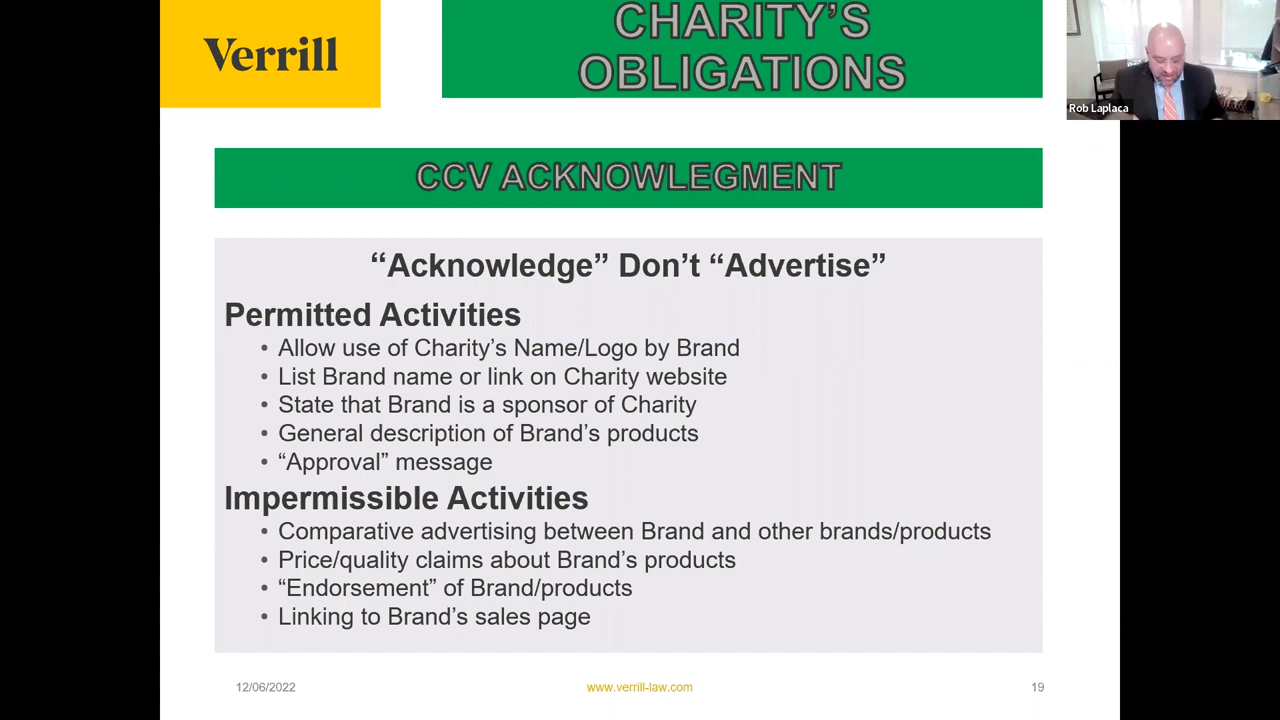 Verrill
CHARITY’S
OBLIGATIONS
Rob Laplaca
CCV ACKNOWLEGMENT
“Acknowledge” Don’t “Advertise”
Permitted Activities
• Allow use of Charity’s Name/Logo by Brand
• List Brand name or link on Charity website
• State that Brand is a sponsor of Charity
• General description of Brand’s products
• “Approval” message
Impermissible Activities
• Comparative advertising between Brand and other brands/products
• Price/quality claims about Brand’s products
• “Endorsement” of Brand/products
• Linking to Brand’s sales page
12/06/2022
www.verrill-law.com
19